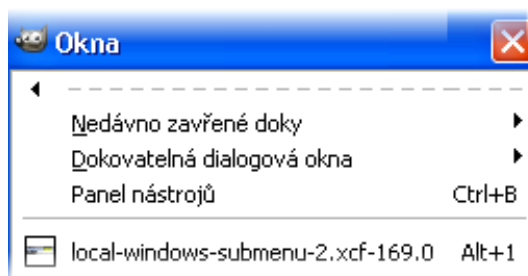 Okna
Nedávno zavřené doky
Dokovatelná dialogová okna
Panel nástrojů Ctrl+B
local-windows-submenu-2.xcf-169.0 Alt+1